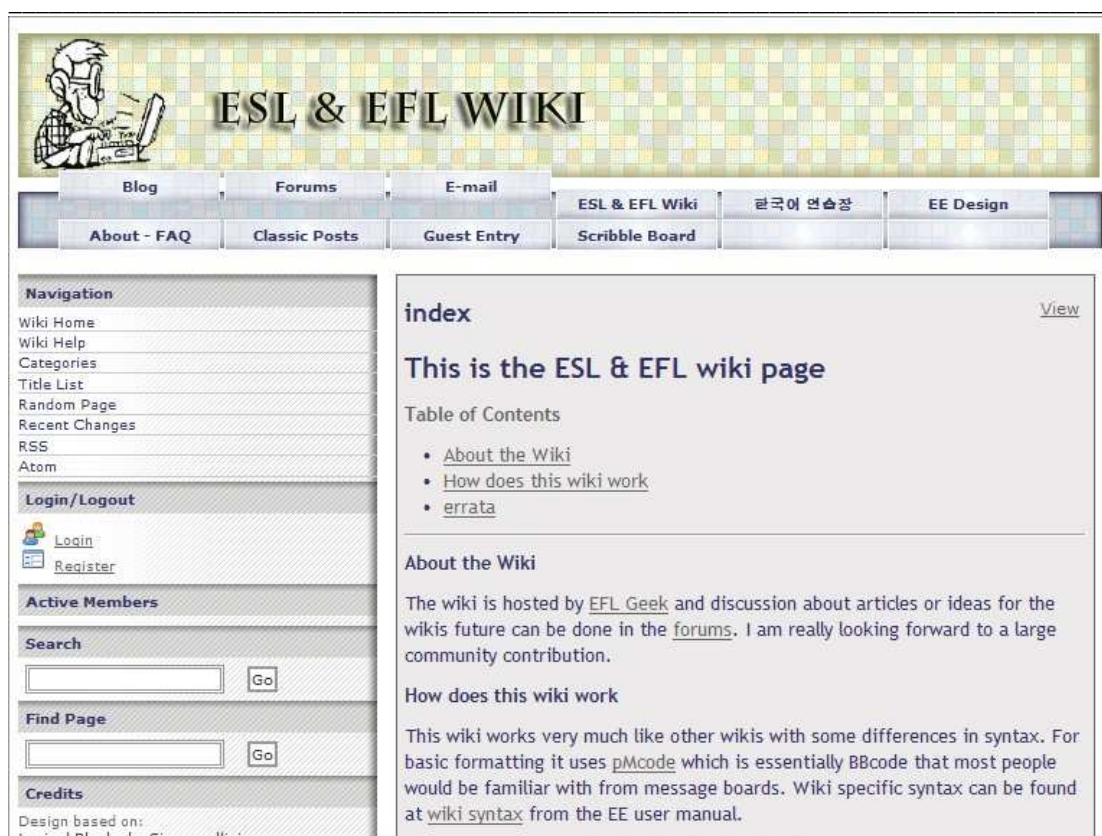 ESL & EFL WIKI
Blog
Forums
E-mail
ESL & EFL Wiki
한국어 연습장
EE Design
About - FAQ
Classic Posts
Guest Entry
Scribble Board
Navigation
Wiki Home
Wiki Help
Categories
Title List
Random Page
Recent Changes
RSS
Atom
Login/Logout
Login
Register
Active Members
Search
Go
Find Page
Go
Credits
Design based on:
index
View
This is the ESL & EFL wiki page
Table of Contents
• About the Wiki
• How does this wiki work
• errata
About the Wiki
The wiki is hosted by EFL Geek and discussion about articles or ideas for the
wikis future can be done in the forums. I am really looking forward to a large
community contribution.
How does this wiki work
This wiki works very much like other wikis with some differences in syntax. For
basic formatting it uses pMcode which is essentially BBcode that most people
would be familiar with from message boards. Wiki specific syntax can be found
at wiki syntax from the EE user manual.